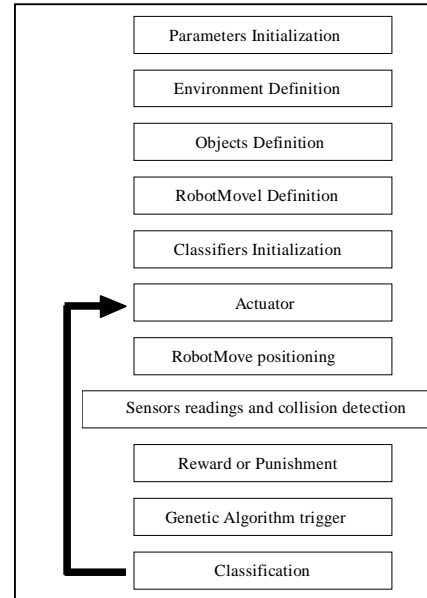 Parameters Initialization
Environment Definition
Objects Definition
RobotMovel Definition
Classifiers Initialization
Actuator
RobotMove positioning
Sensors readings and collision detection
Reward or Punishment
Genetic Algorithm trigger
Classification